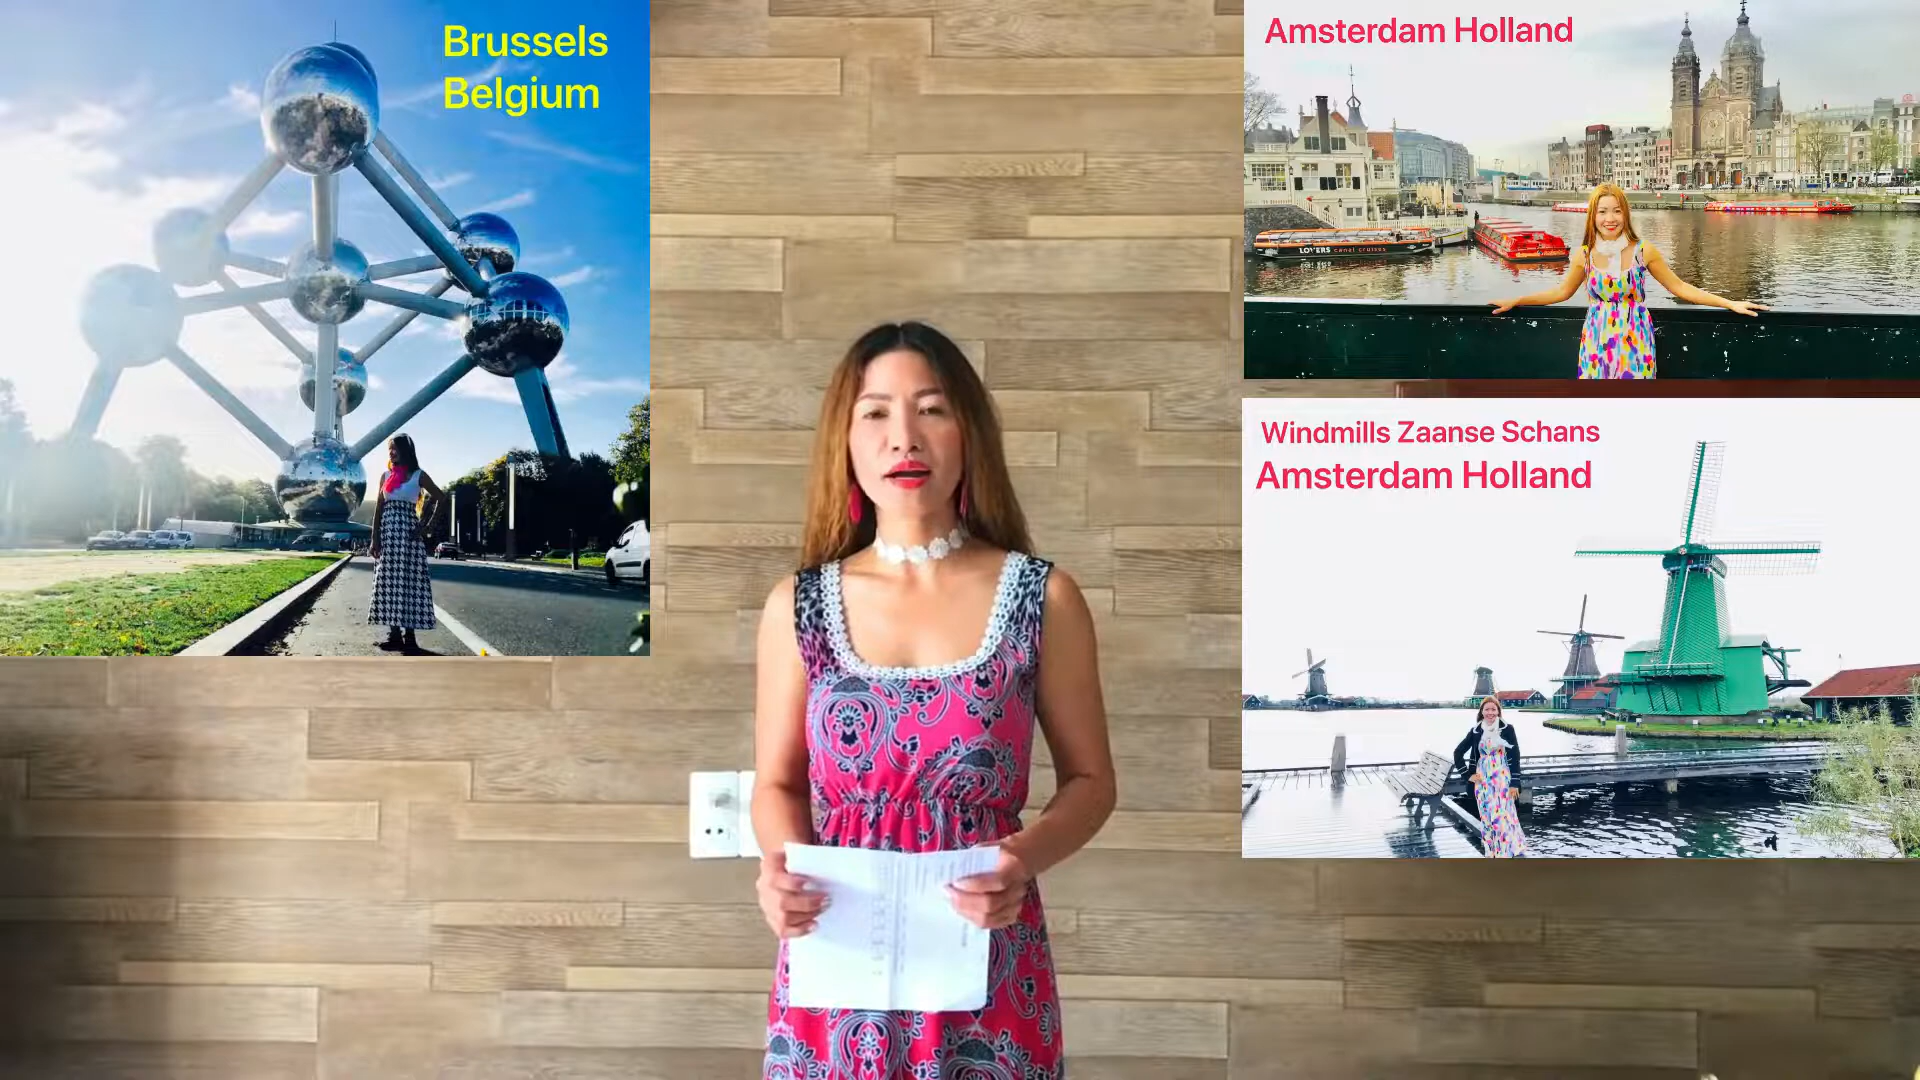 Brussels
Belgium
Amsterdam Holland
LOVERS canal cruises
Windmills Zaanse Schans
Amsterdam Holland